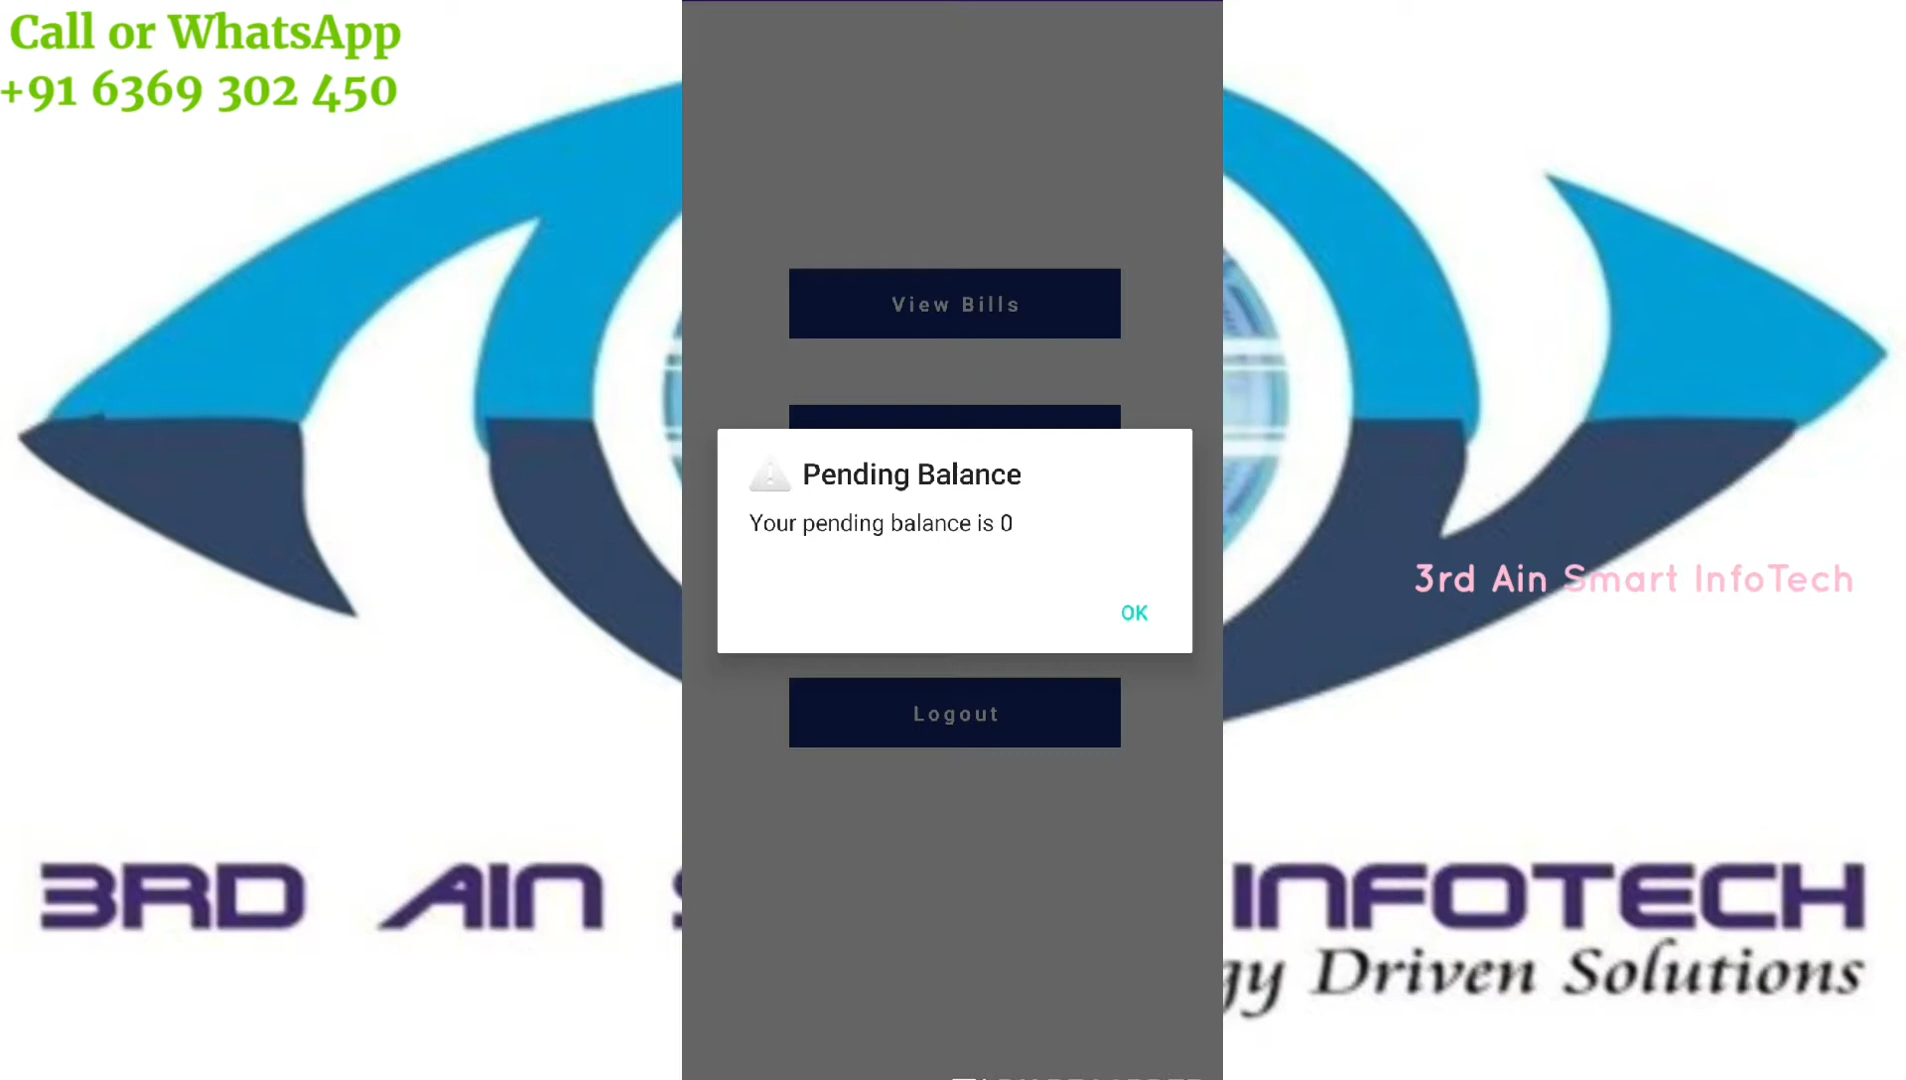 Call or WhatsApp
+91 6369 302 450
View Bills
Pending Balance
Your pending balance is 0
OK
3rd Ain Smart InfoTech
Logout
3RD AIN INFOTECH
Driven Solutions